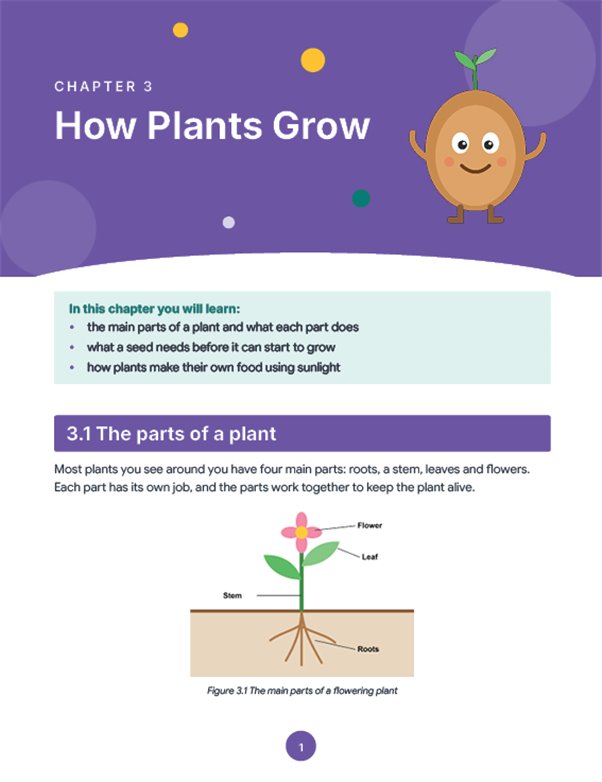 CHAPTER 3
How Plants Grow
In this chapter you will learn:
• the main parts of a plant and what each part does
• what a seed needs before it can start to grow
• how plants make their own food using sunlight
3.1 The parts of a plant
Most plants you see around you have four main parts: roots, a stem, leaves and flowers.
Each part has its own job, and the parts work together to keep the plant alive.
Flower
Leaf
Stem
Roots
Figure 3.1 The main parts of a flowering plant
1